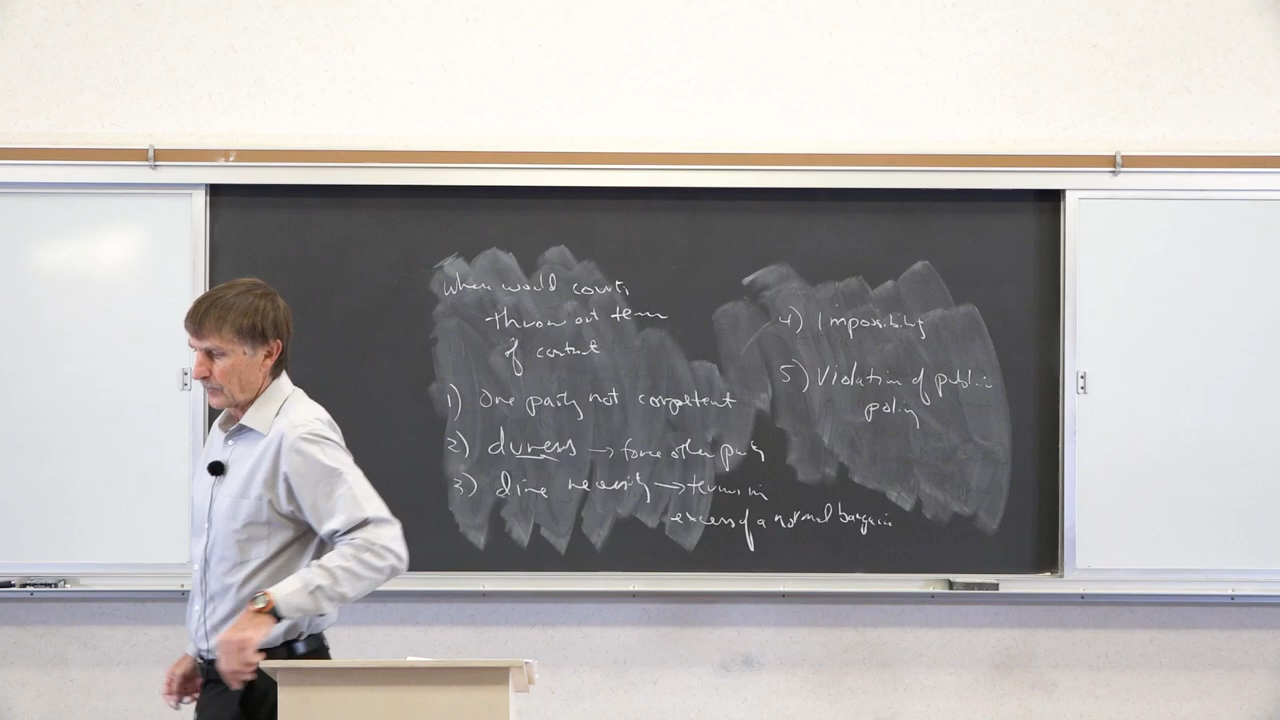 when would courts
throw out term
of contract
1) One party not competent
2) duress → force other party
3) dire necessity → terms in
excess of a normal bargain
4) Impossibility
5) Violation of public
policy